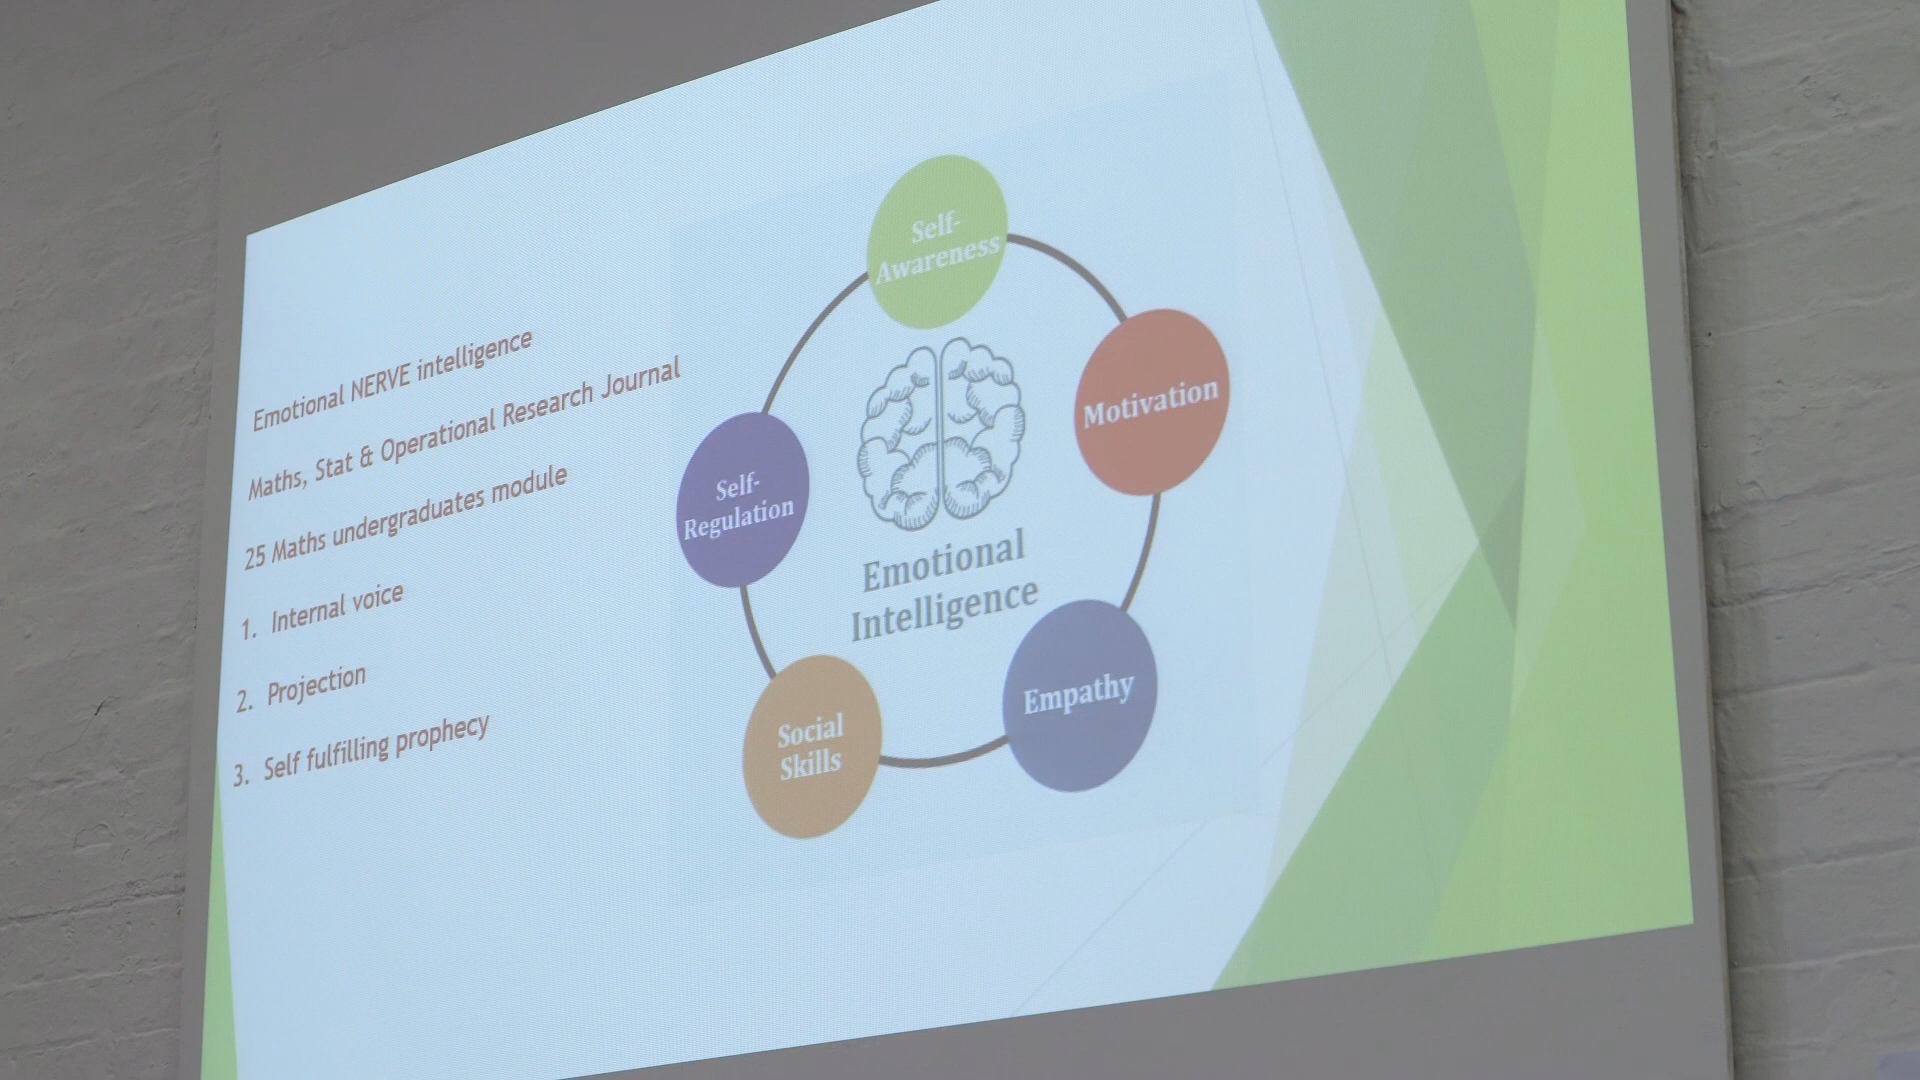 Emotional NERVE intelligence
Maths, Stat & Operational Research Journal
25 Maths undergraduates module
1. Internal voice
2. Projection
3. Self fulfilling prophecy
Self-
Awareness
Motivation
Self-
Regulation
Emotional
Intelligence
Empathy
Social
Skills